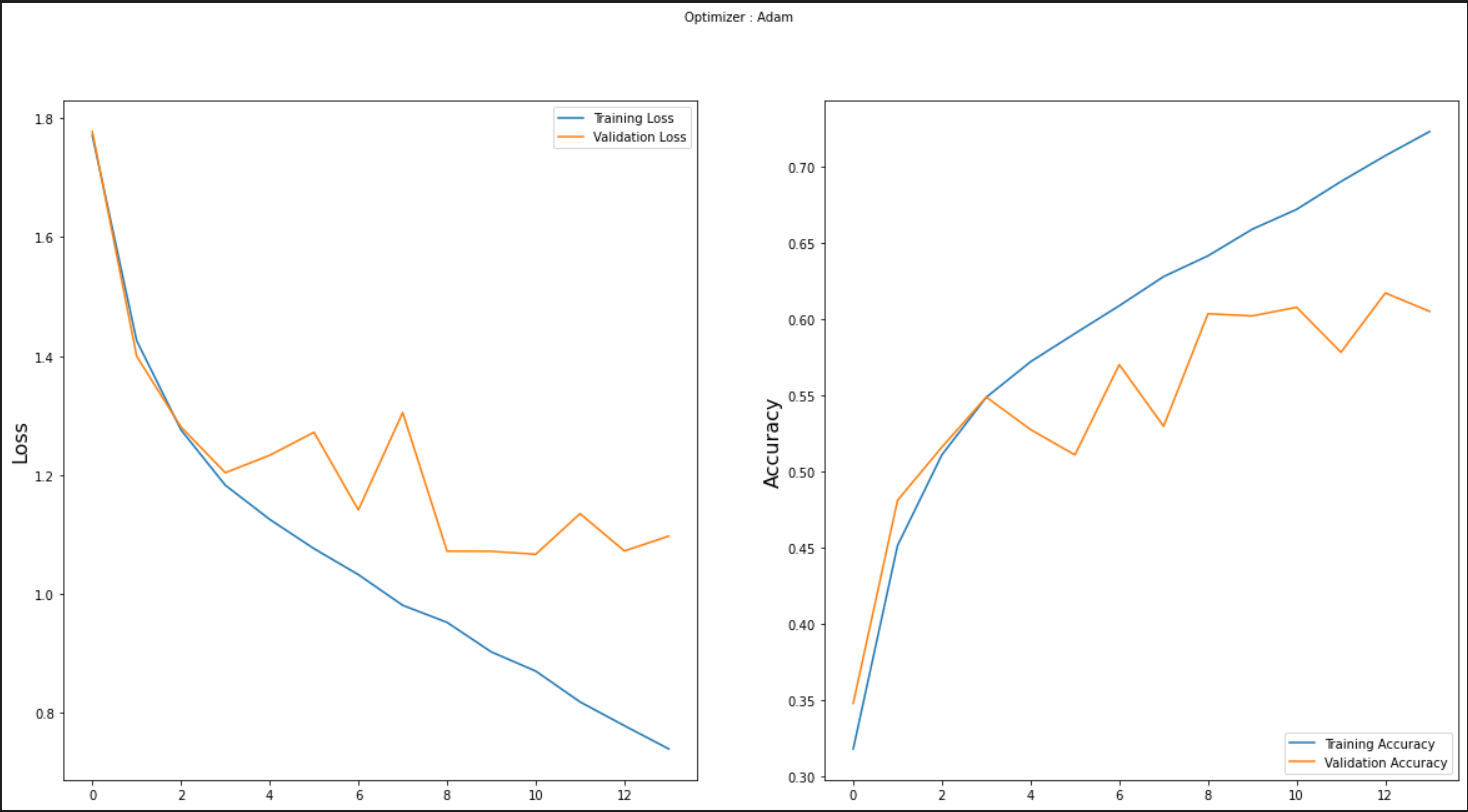 Optimizer : Adam
1.8
1.6
1.4
1.2
1.0
0.8
Loss
Training Loss
Validation Loss
0 2 4 6 8 10 12
0.70
0.65
0.60
0.55
0.50
0.45
0.40
0.35
0.30
Accuracy
Training Accuracy
Validation Accuracy
0 2 4 6 8 10 12